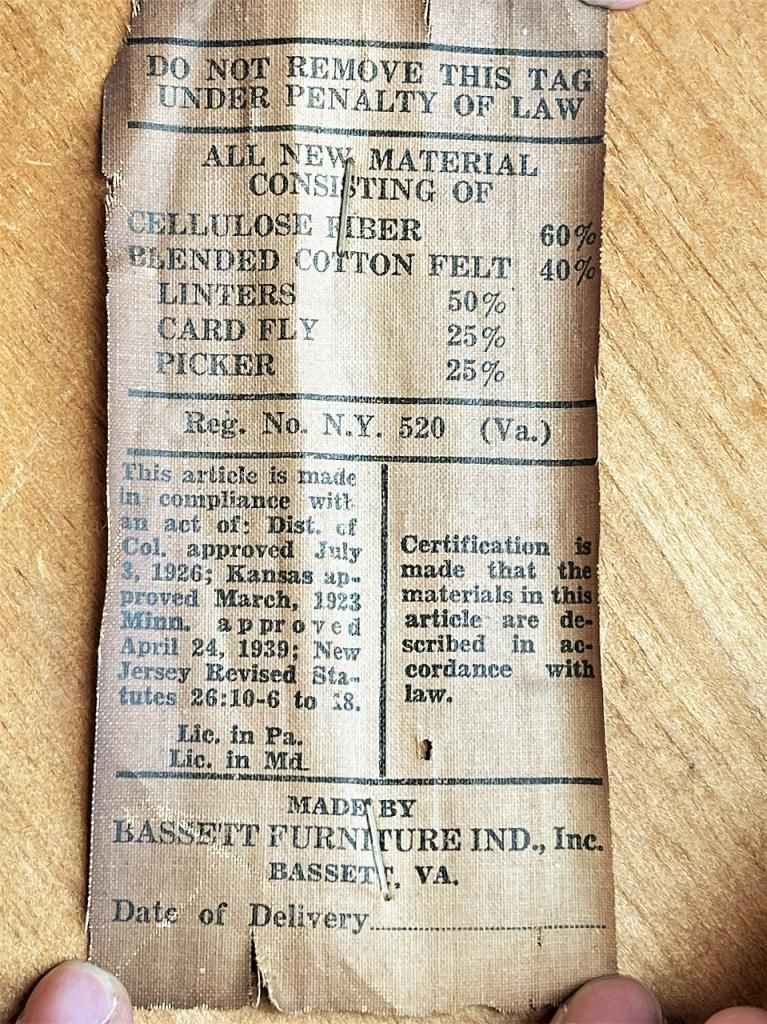 DO NOT REMOVE THIS TAG
UNDER PENALTY OF LAW
ALL NEW MATERIAL
CONSISTING OF
CELLULOSE FIBER 60%
BLENDED COTTON FELT 40%
LINTERS 50%
CARD FLY 25%
PICKER 25%
Reg. No. N.Y. 520 (Va.)
This article is made
in compliance with
an act of: Dist. of
Col. approved July
3, 1926; Kansas ap-
proved March, 1923
Minn. approved
April 24, 1939; New
Jersey Revised Sta-
tutes 26:10-6 to 18.
Lic. in Pa.
Lic. in Md.
Certification is
made that the
materials in this
article are de-
scribed in ac-
cordance with
law.
MADE BY
BASSETT FURNITURE IND., Inc.
BASSETT, VA.
Date of Delivery